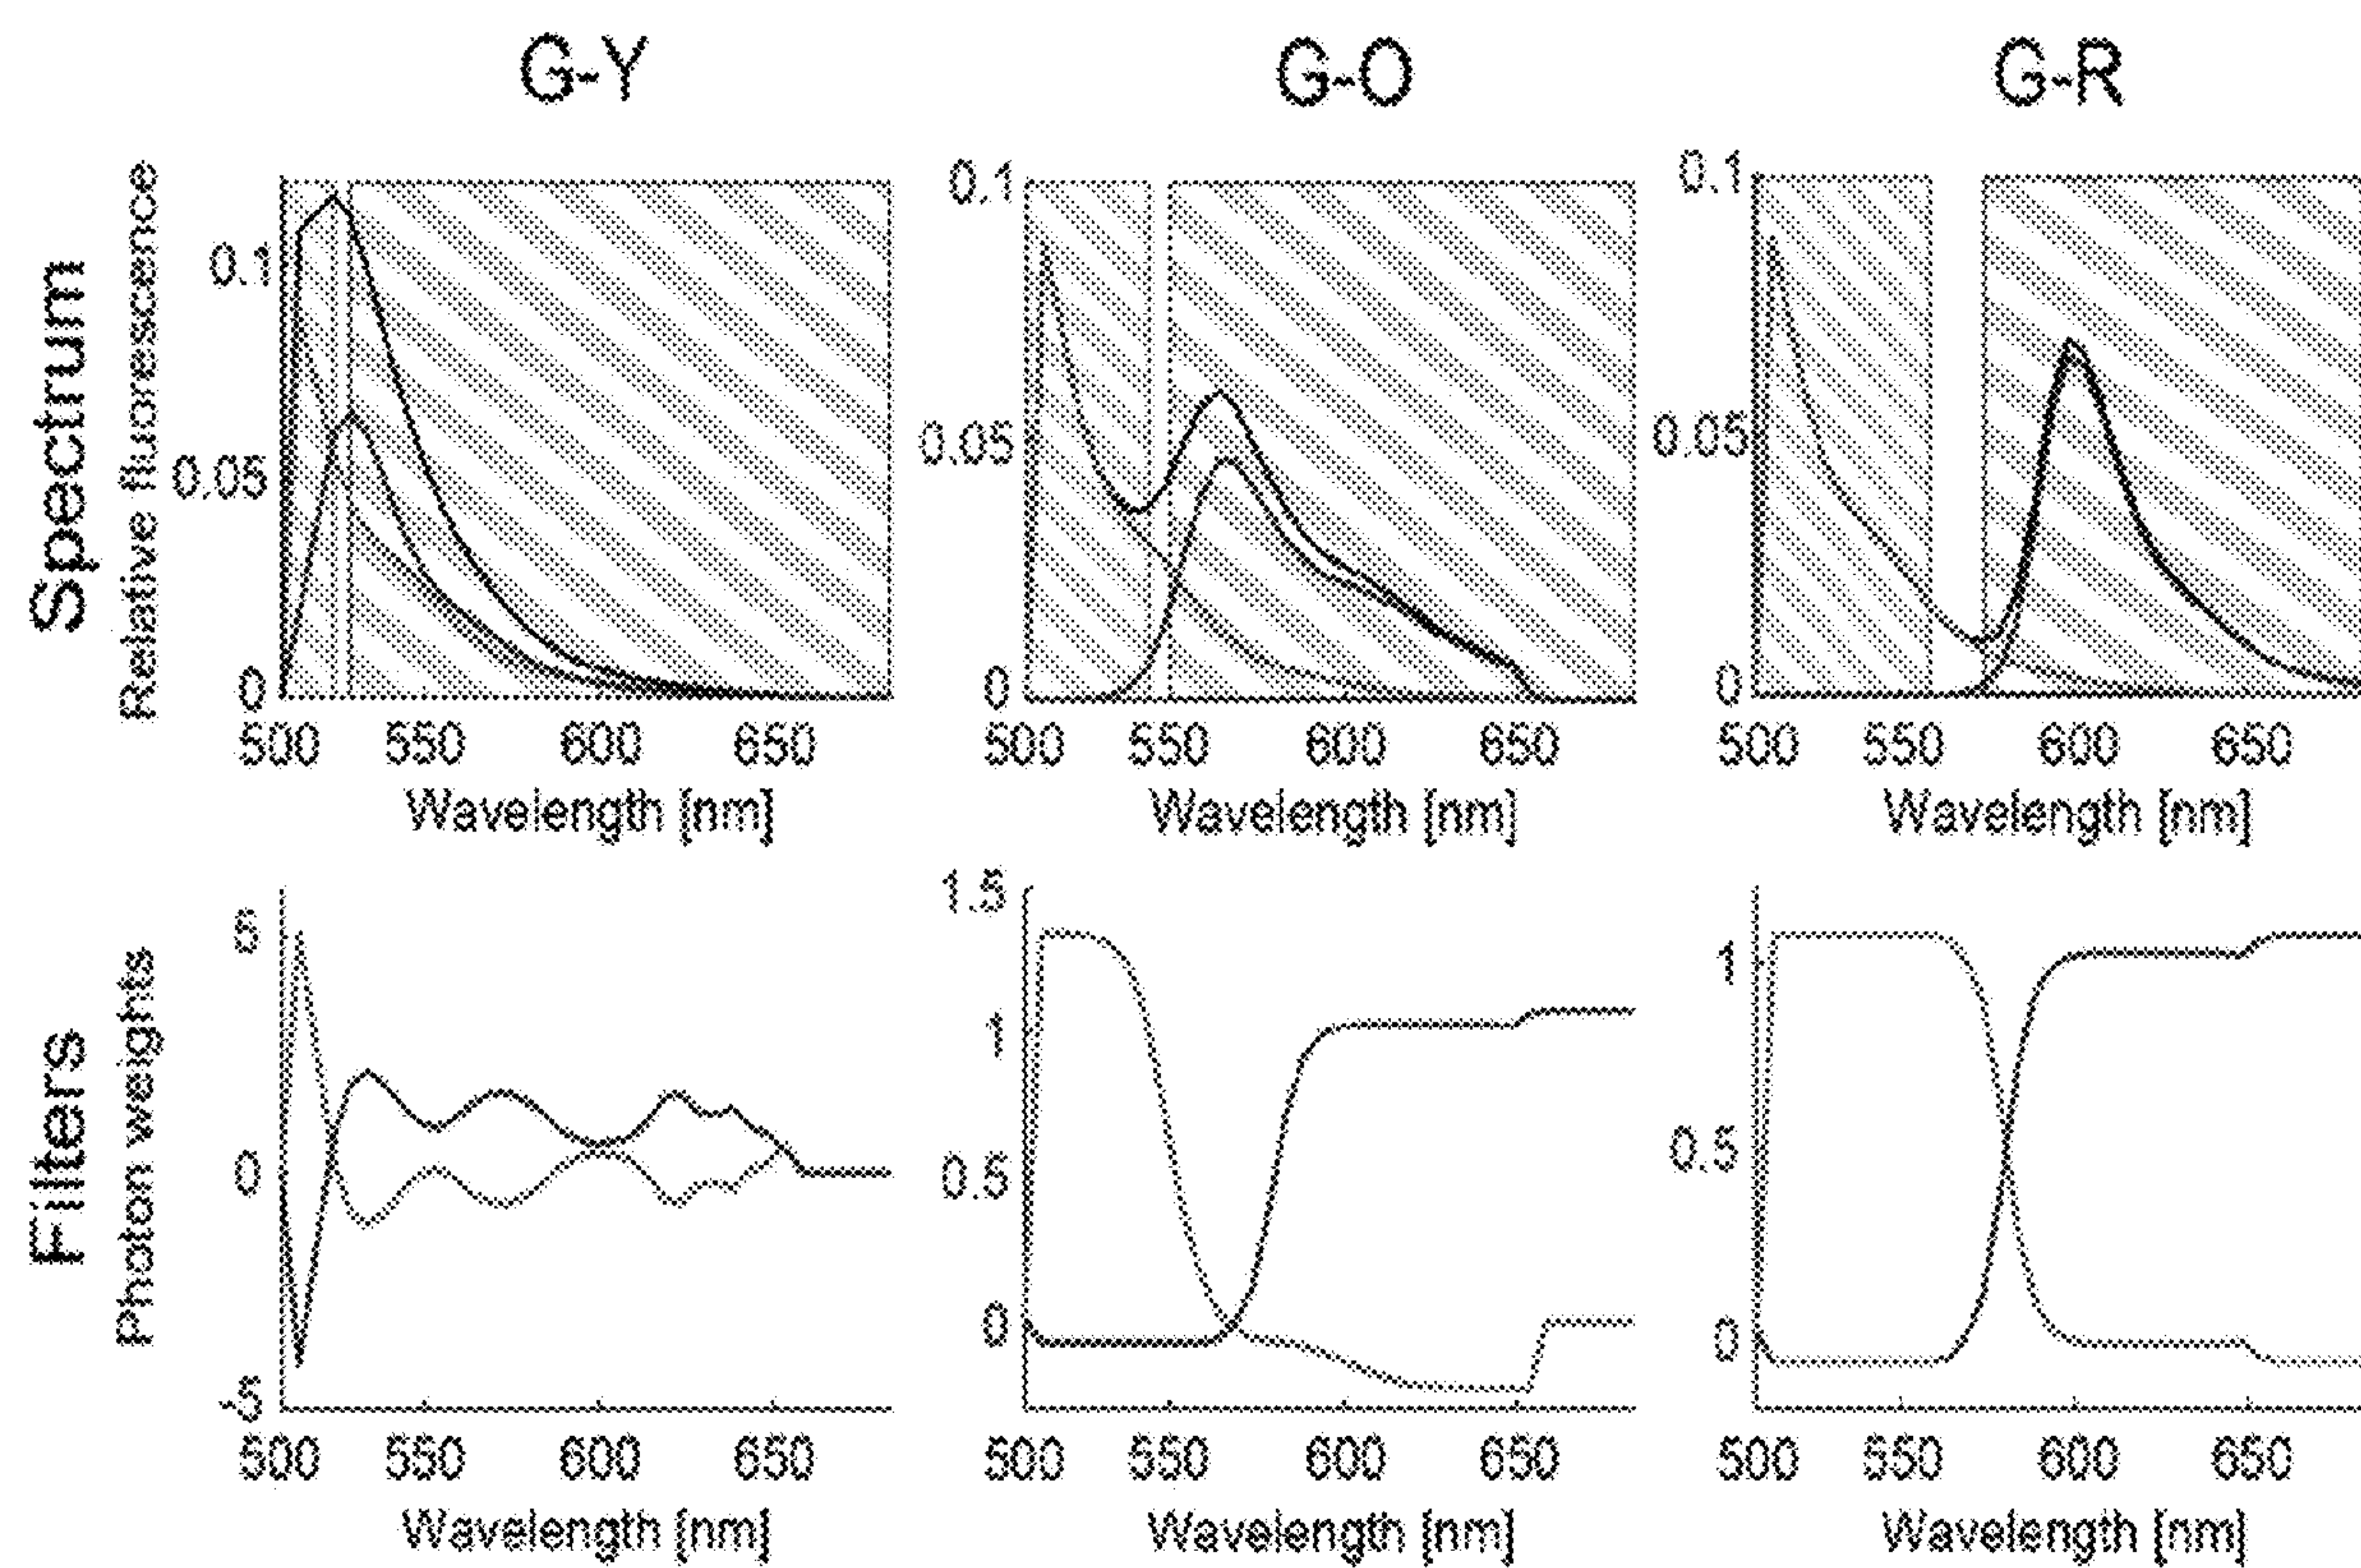 G-Y
G-O
G-R
Spectrum
Relative fluorescence
0.1
0.05
0
500 550 600 650
Wavelength [nm]
0.1
0.05
0
500 550 600 650
Wavelength [nm]
0.1
0.05
0
500 550 600 650
Wavelength [nm]
Filters
Photon weights
5
0
-5
500 550 600 650
Wavelength [nm]
1.5
1
0.5
0
500 550 600 650
Wavelength [nm]
1
0.5
0
500 550 600 650
Wavelength [nm]